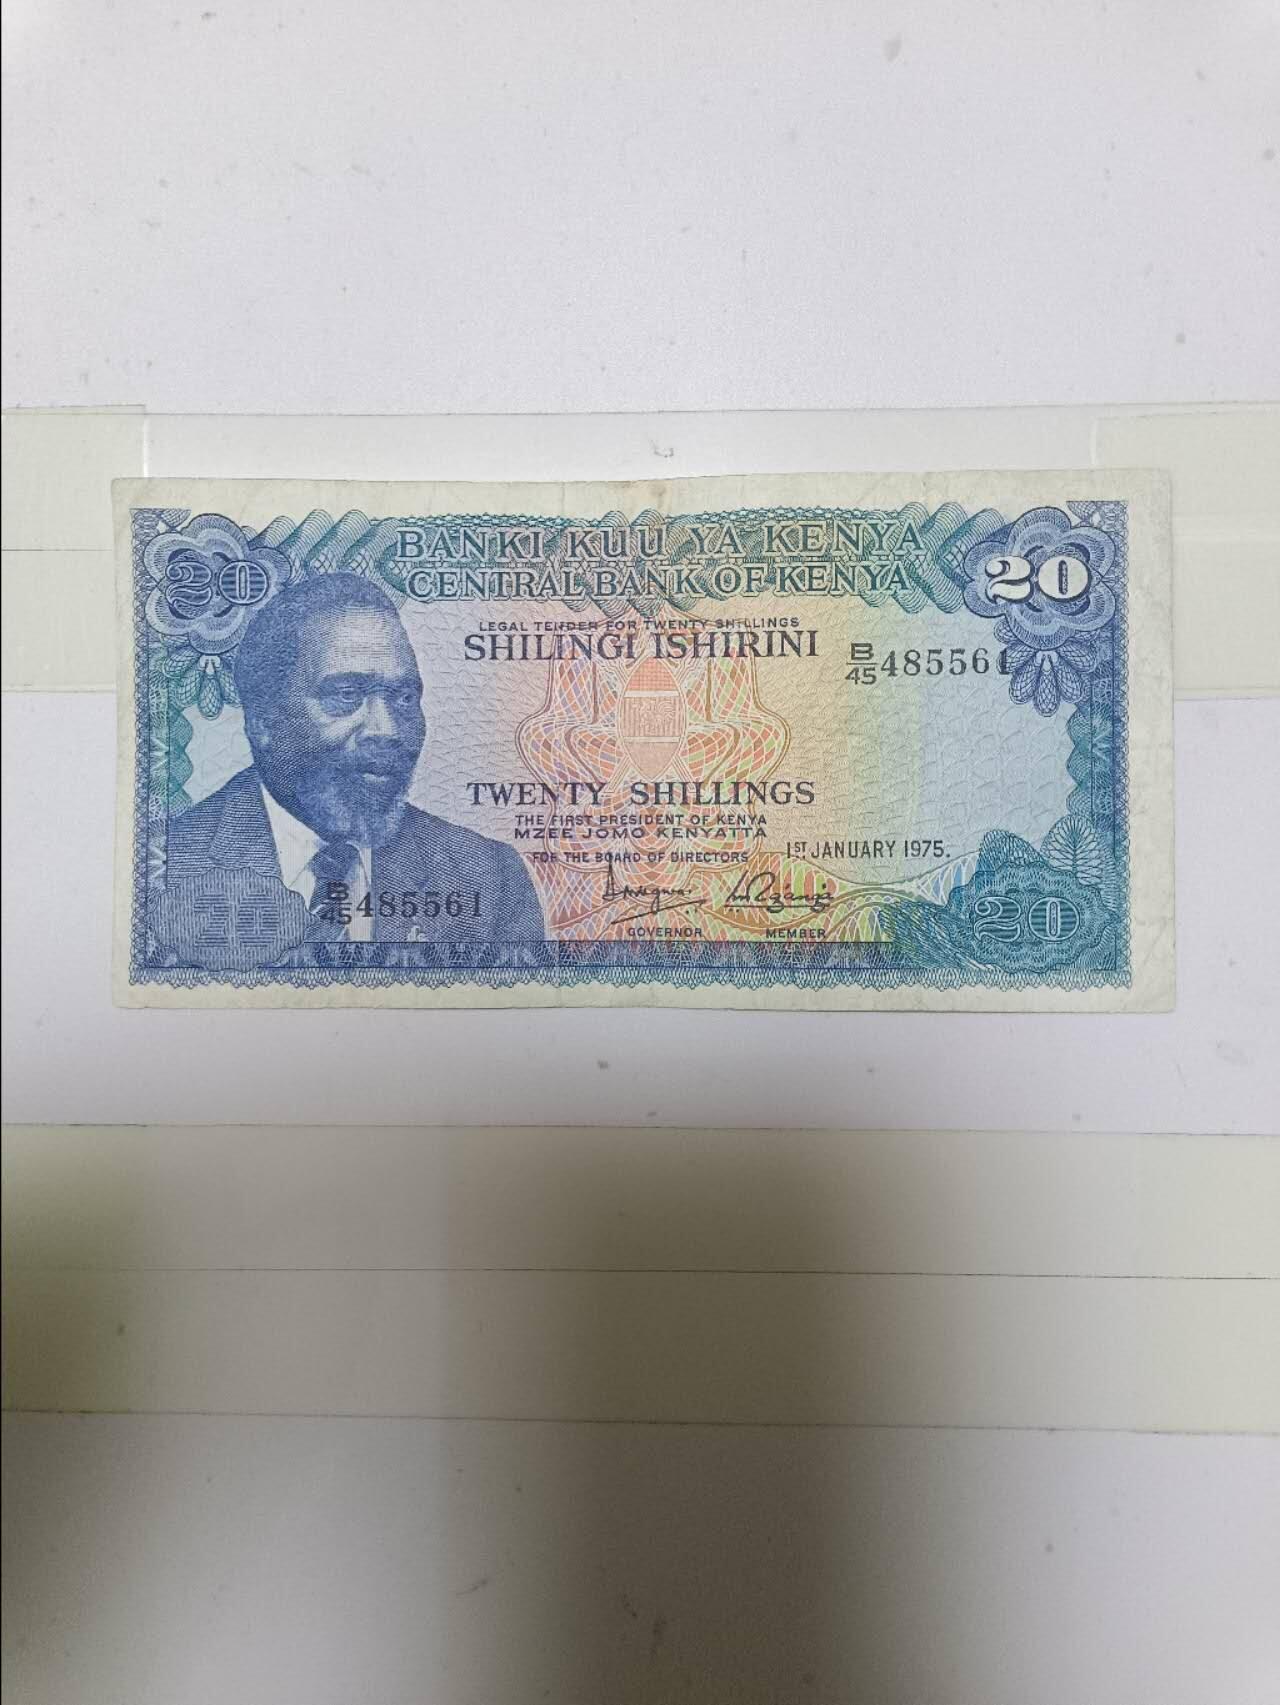 BANKI KUU YA KENYA
CENTRAL BANK OF KENYA
20
20
LEGAL TENDER FOR TWENTY SHILLINGS
SHILINGI ISHIRINI
B/45 485561
TWENTY SHILLINGS
THE FIRST PRESIDENT OF KENYA
MZEE JOMO KENYATTA
FOR THE BOARD OF DIRECTORS
1ST. JANUARY 1975.
B/45 485561
20
20
GOVERNOR
MEMBER